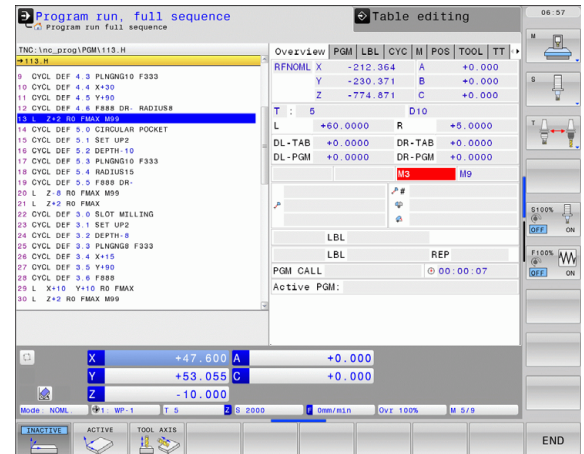 Program run, full sequence
Program run full sequence
Table editing
06:57
TNC:\nc_prog\PGM\113.H
→113.H
9 CYCL DEF 4.3 PLNGNG10 F333
10 CYCL DEF 4.4 X+30
11 CYCL DEF 4.5 Y+90
12 CYCL DEF 4.6 F888 DR- RADIUS8
13 L Z+2 R0 FMAX M99
14 CYCL DEF 5.0 CIRCULAR POCKET
15 CYCL DEF 5.1 SET UP2
16 CYCL DEF 5.2 DEPTH-10
17 CYCL DEF 5.3 PLNGNG10 F333
18 CYCL DEF 5.4 RADIUS15
19 CYCL DEF 5.5 F888 DR-
20 L Z-8 R0 FMAX M99
21 L Z+2 R0 FMAX
22 CYCL DEF 3.0 SLOT MILLING
23 CYCL DEF 3.1 SET UP2
24 CYCL DEF 3.2 DEPTH-8
25 CYCL DEF 3.3 PLNGNG8 F333
26 CYCL DEF 3.4 X+15
27 CYCL DEF 3.5 Y+90
28 CYCL DEF 3.6 F888
29 L X+10 Y+10 R0 FMAX
30 L Z+2 R0 FMAX M99
Overview PGM LBL CYC M POS TOOL TT
RFNOML X -212.364 A +0.000
Y -230.371 B +0.000
Z -774.871 C +0.000
T : 5 D10
L +60.0000 R +5.0000
DL-TAB +0.0000 DR-TAB +0.0000
DL-PGM +0.0000 DR-PGM +0.0000
M3 M9
P#
P
LBL
LBL REP
PGM CALL 00:00:07
Active PGM:
X +47.600 A +0.000
Y +53.055 C +0.000
Z -10.000
Mode: NOML. 1: WP-1 T 5 Z S 2000 F 0mm/min Ovr 100% M 5/9
INACTIVE ACTIVE TOOL AXIS
END
M
S
T
S100%
OFF ON
F100%
OFF ON